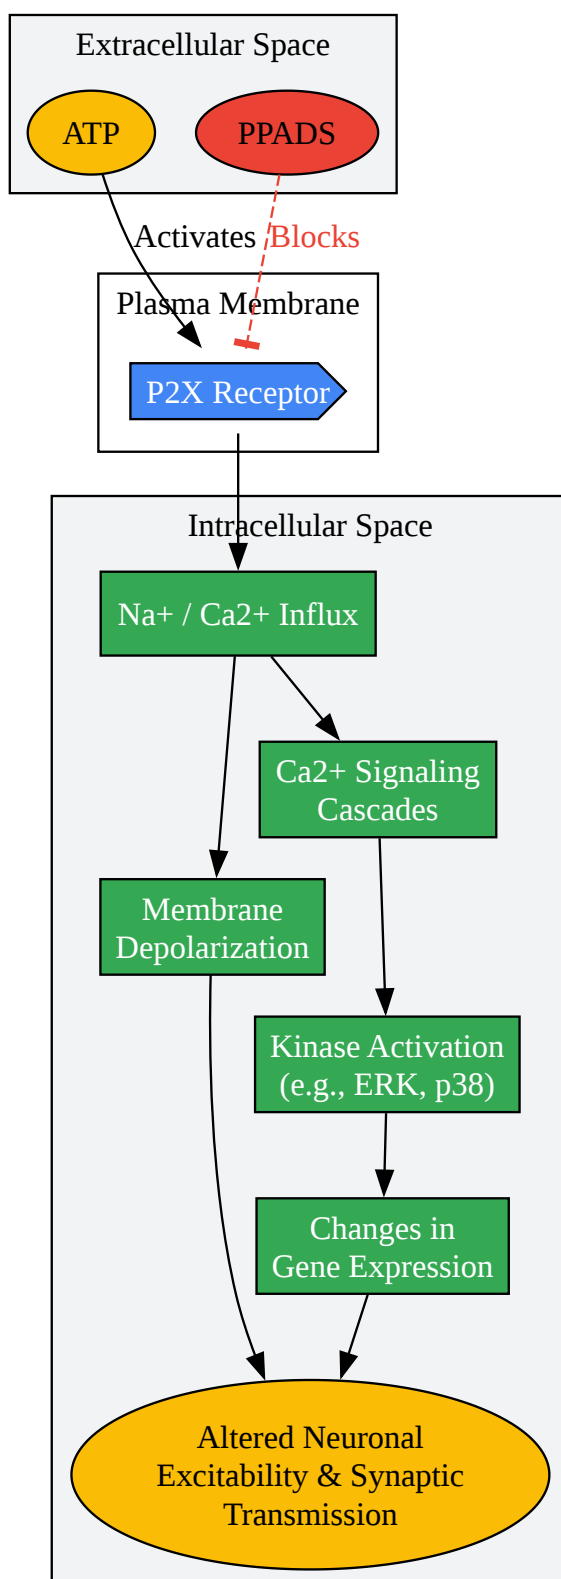 Extracellular Space
ATP
PPADS
Activates
Blocks
Plasma Membrane
P2X Receptor
Intracellular Space
Na+ / Ca2+ Influx
Ca2+ Signaling
Cascades
Membrane
Depolarization
Kinase Activation
(e.g., ERK, p38)
Changes in
Gene Expression
Altered Neuronal
Excitability & Synaptic
Transmission